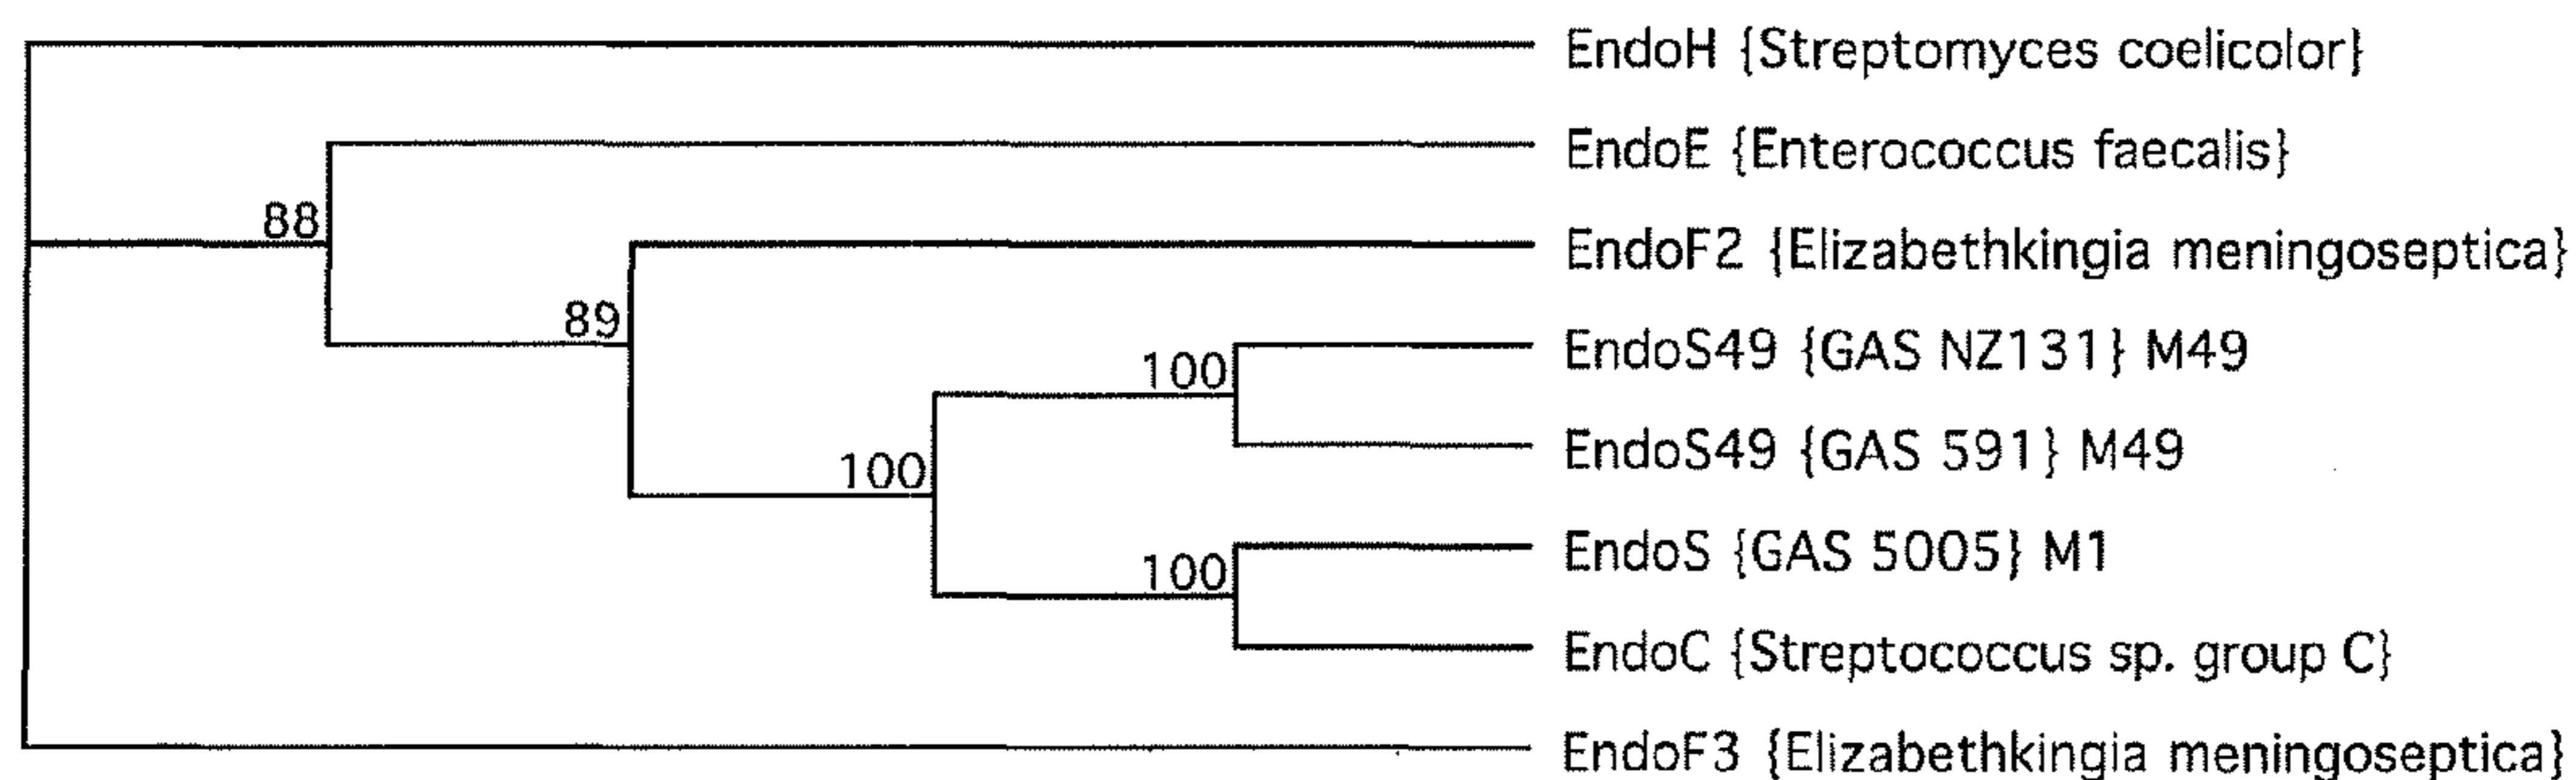 EndoH {Streptomyces coelicolor}
EndoE {Enterococcus faecalis}
88
EndoF2 {Elizabethkingia meningoseptica}
89
EndoS49 {GAS NZ131} M49
100
EndoS49 {GAS 591} M49
100
EndoS {GAS 5005} M1
100
EndoC {Streptococcus sp. group C}
EndoF3 {Elizabethkingia meningoseptica}